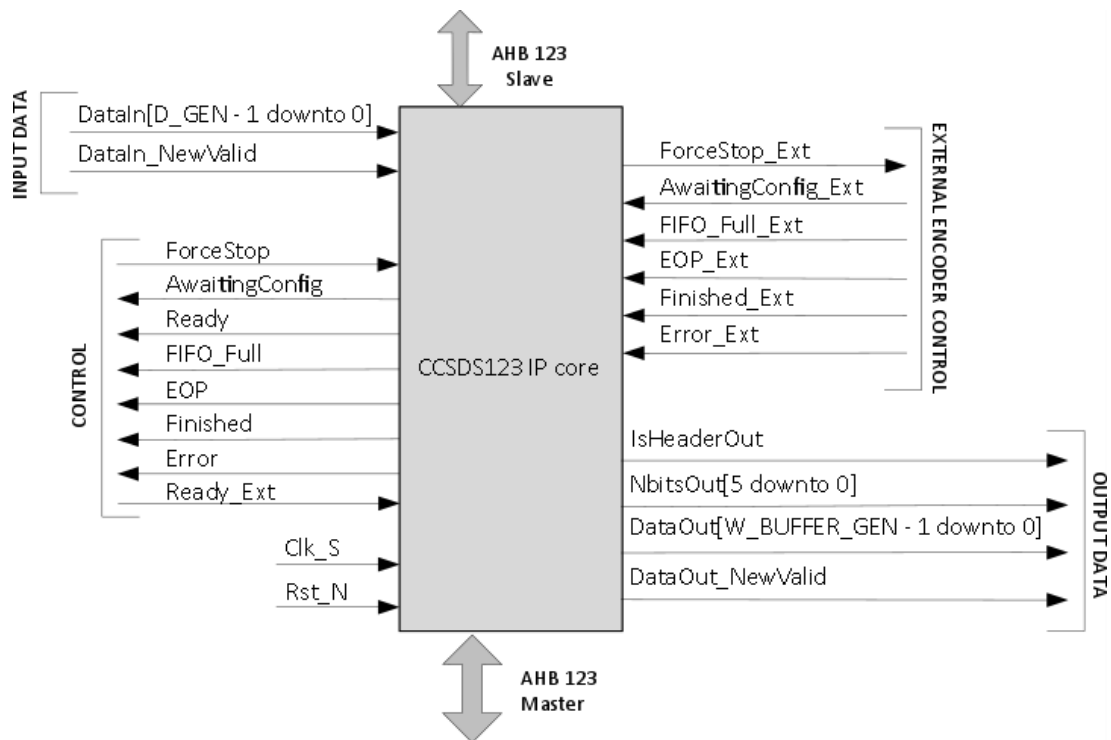 AHB 123
Slave
INPUT DATA
DataIn[D_GEN - 1 downto 0]
DataIn_NewValid
CONTROL
ForceStop
AwaitingConfig
Ready
FIFO_Full
EOP
Finished
Error
Ready_Ext
Clk_S
Rst_N
CCSDS123 IP core
ForceStop_Ext
AwaitingConfig_Ext
FIFO_Full_Ext
EOP_Ext
Finished_Ext
Error_Ext
EXTERNAL ENCODER CONTROL
IsHeaderOut
NbitsOut[5 downto 0]
DataOut[W_BUFFER_GEN - 1 downto 0]
DataOut_NewValid
OUTPUT DATA
AHB 123
Master